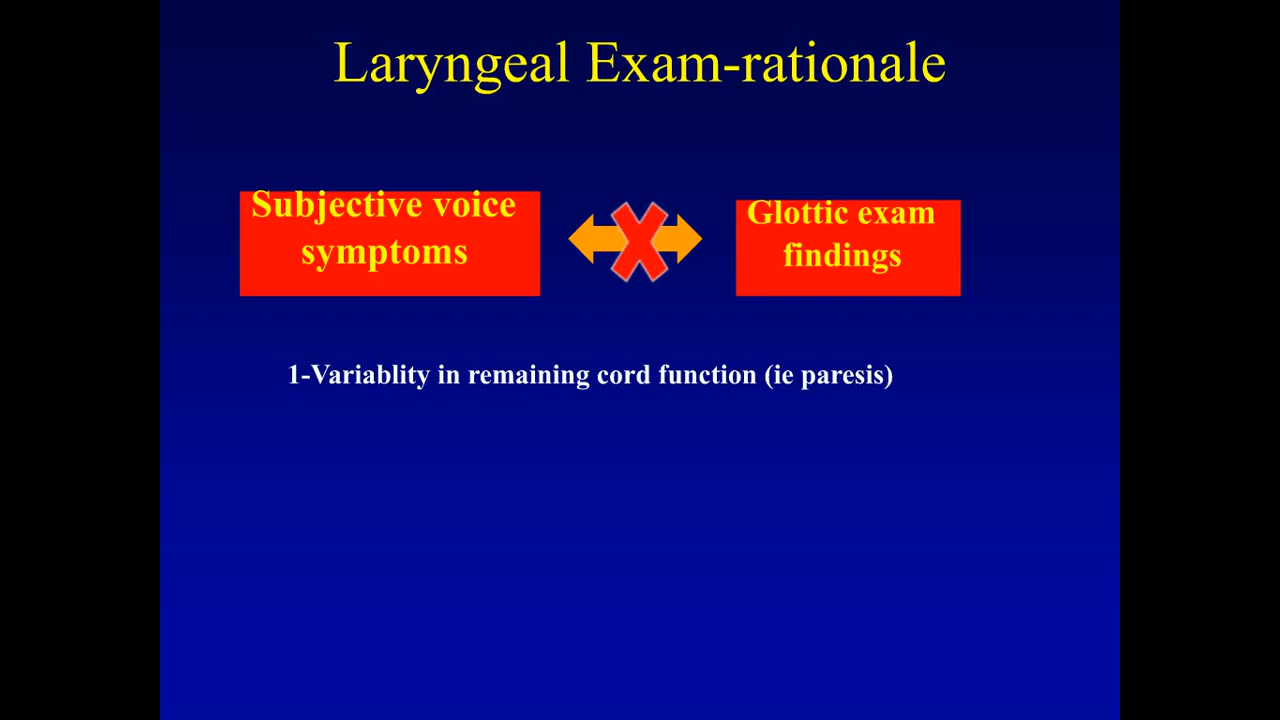 Laryngeal Exam-rationale
Subjective voice
symptoms
Glottic exam
findings
1-Variablity in remaining cord function (ie paresis)